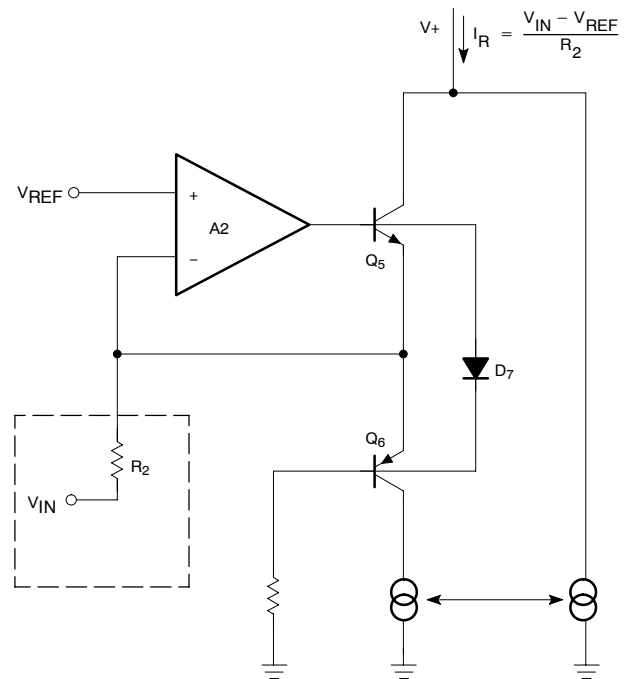 V+
I_R = (V_IN − V_REF) / R_2
V_REF
+
A2
−
Q_5
D_7
Q_6
R_2
V_IN